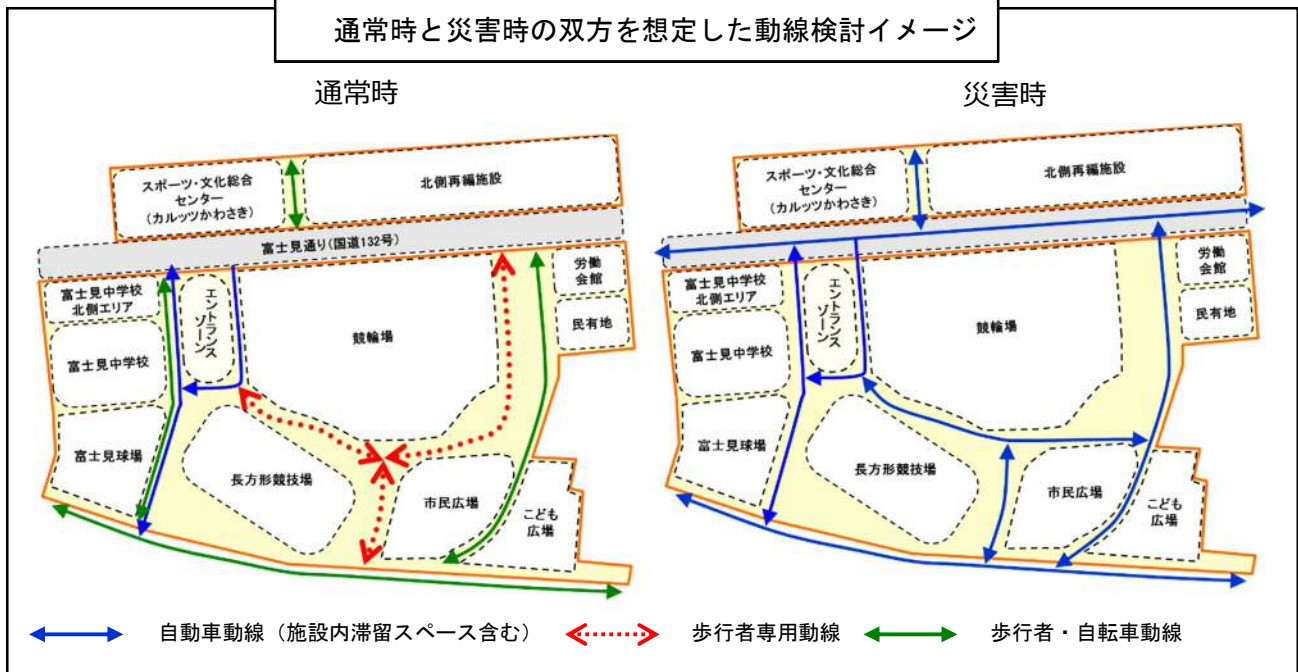 通常時と災害時の双方を想定した動線検討イメージ
通常時
スポーツ・文化総合
センター
(カルッツかわさき)
北側再編施設
富士見通り(国道132号)
富士見中学校
北側エリア
エントランス
ゾーン
競輪場
労働
会館
民有地
富士見中学校
富士見球場
長方形競技場
市民広場
こども
広場
災害時
スポーツ・文化総合
センター
(カルッツかわさき)
北側再編施設
富士見中学校
北側エリア
エントランス
ゾーン
競輪場
労働
会館
民有地
富士見中学校
富士見球場
長方形競技場
市民広場
こども
広場
自動車動線（施設内滞留スペース含む）
歩行者専用動線
歩行者・自転車動線